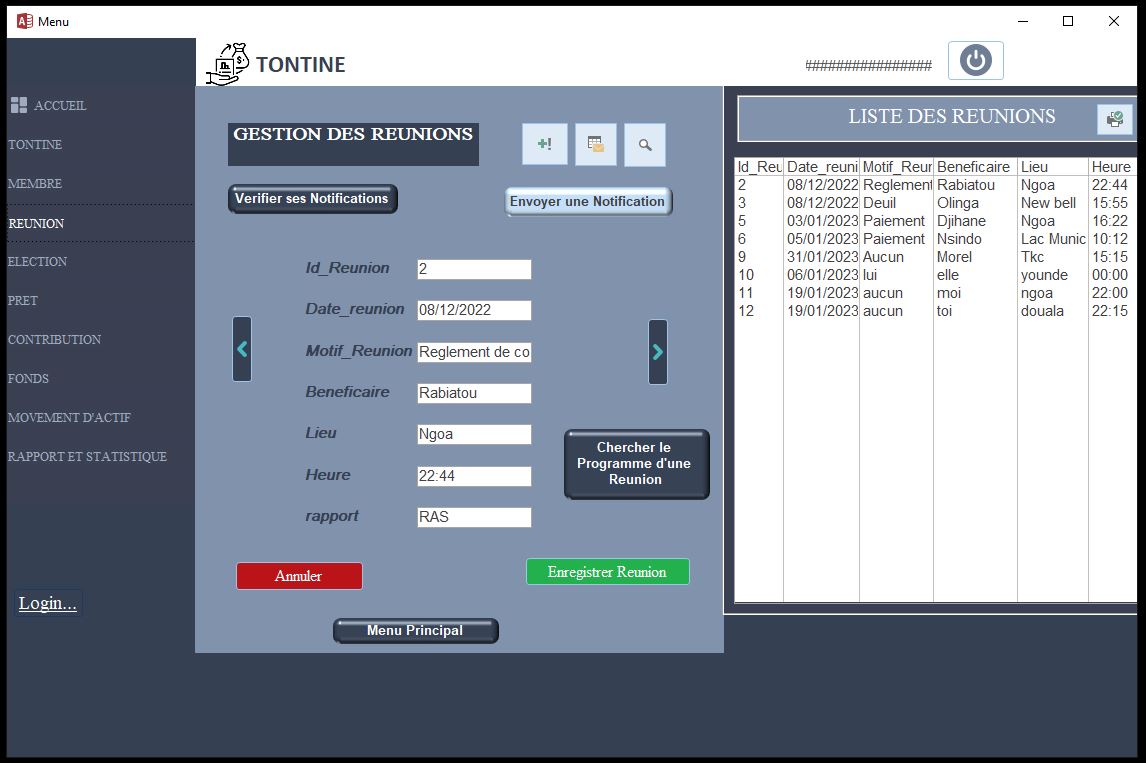 Menu
TONTINE
################
ACCUEIL
TONTINE
MEMBRE
REUNION
ELECTION
PRET
CONTRIBUTION
FONDS
MOVEMENT D'ACTIF
RAPPORT ET STATISTIQUE
Login...
GESTION DES REUNIONS
Verifier ses Notifications
Envoyer une Notification
Id_Reunion 2
Date_reunion 08/12/2022
Motif_Reunion Reglement de co
Beneficaire Rabiatou
Lieu Ngoa
Heure 22:44
rapport RAS
Chercher le
Programme d'une
Reunion
Annuler
Enregistrer Reunion
Menu Principal
LISTE DES REUNIONS
Id_Reu Date_reuni Motif_Reur Beneficaire Lieu Heure
2 08/12/2022 Reglement Rabiatou Ngoa 22:44
3 08/12/2022 Deuil Olinga New bell 15:55
5 03/01/2023 Paiement Djihane Ngoa 16:22
6 05/01/2023 Paiement Nsindo Lac Munic 10:12
9 31/01/2023 Aucun Morel Tkc 15:15
10 06/01/2023 lui elle younde 00:00
11 19/01/2023 aucun moi ngoa 22:00
12 19/01/2023 aucun toi douala 22:15